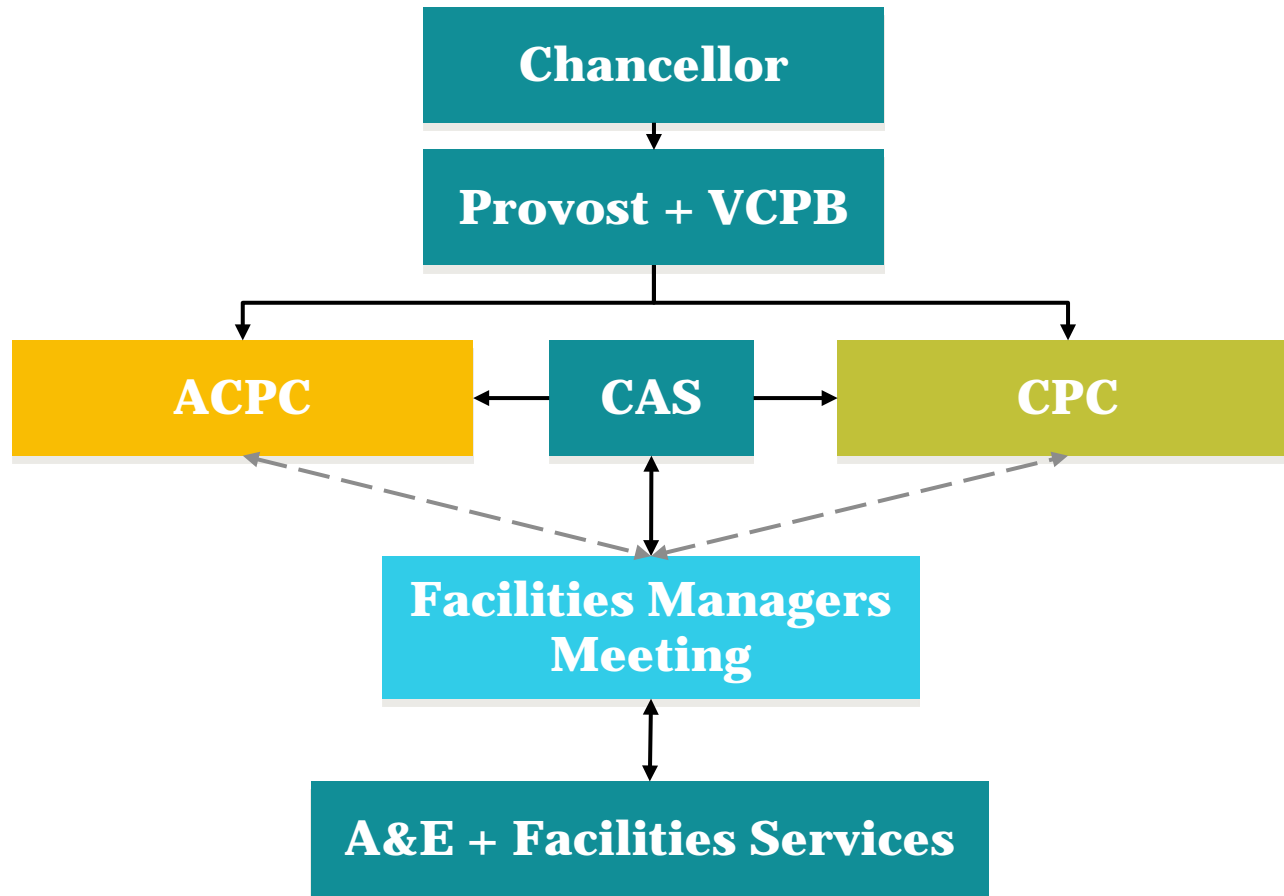 Chancellor
Provost + VCPB
ACPC
CAS
CPC
Facilities Managers
Meeting
A&E + Facilities Services